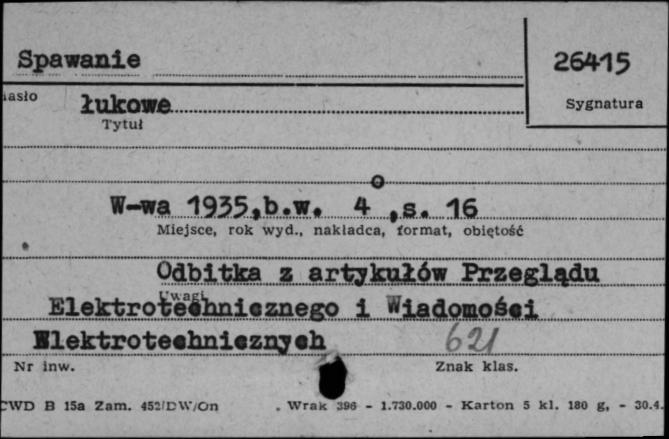 Spawanie
26415
iasło
łukowe
Sygnatura
Tytuł
W-wa 1935,b.w. 4° ,s. 16
Miejsce, rok wyd., nakładca, format, objętość
Odbitka z artykułów Przeglądu
Uwagi
Elektrotechnicznego i Wiadomości
Elektrotechnicznych
621
Nr inw.
Znak klas.
CWD B 15a Zam. 452/DW/On . Wrak 396 - 1.730.000 - Karton 5 kl. 180 g, - 30.4.